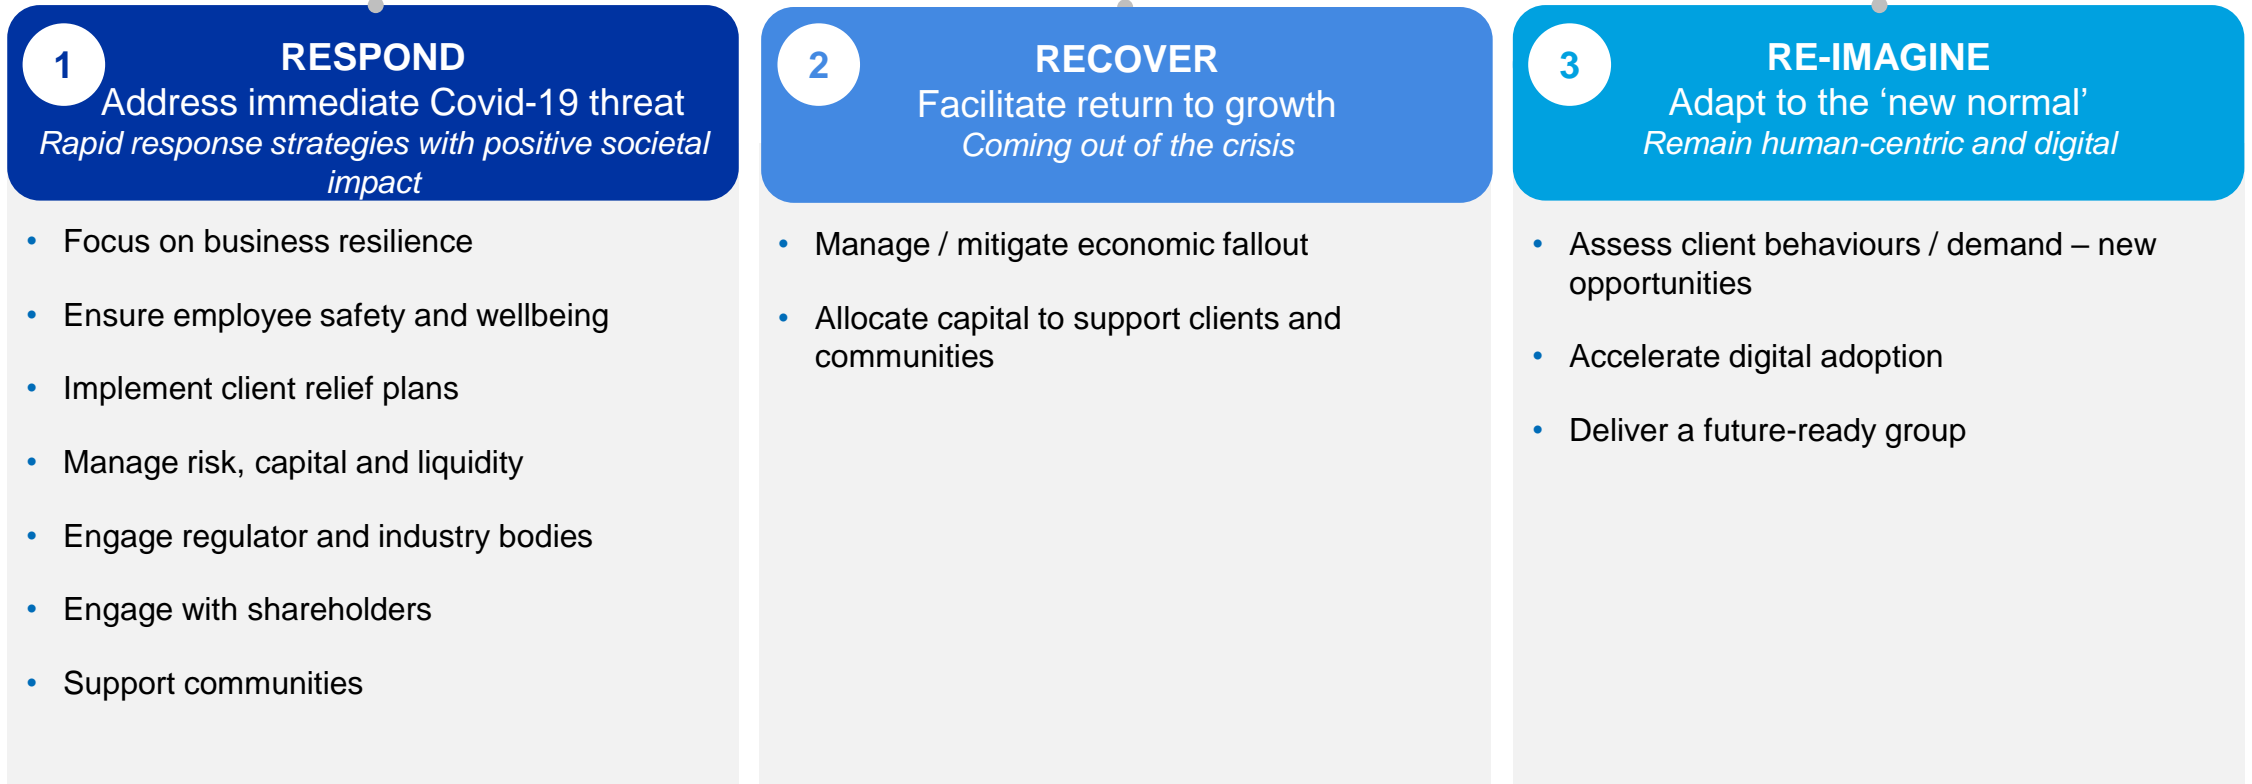 1
RESPOND
Address immediate Covid-19 threat
Rapid response strategies with positive societal
impact
• Focus on business resilience
• Ensure employee safety and wellbeing
• Implement client relief plans
• Manage risk, capital and liquidity
• Engage regulator and industry bodies
• Engage with shareholders
• Support communities
2
RECOVER
Facilitate return to growth
Coming out of the crisis
• Manage / mitigate economic fallout
• Allocate capital to support clients and
communities
3
RE-IMAGINE
Adapt to the ‘new normal’
Remain human-centric and digital
• Assess client behaviours / demand – new
opportunities
• Accelerate digital adoption
• Deliver a future-ready group